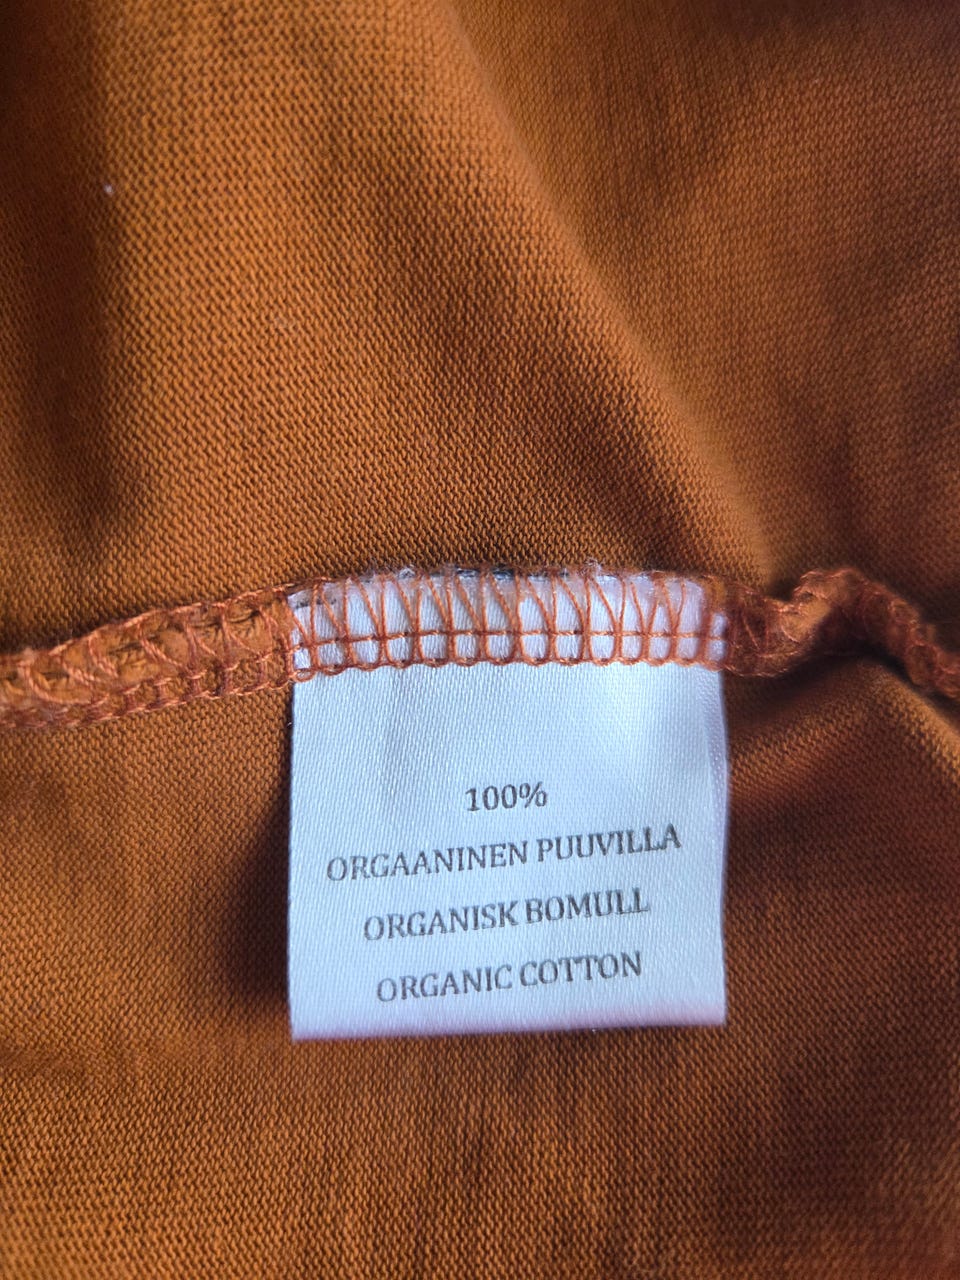 100%
ORGAANINEN PUUVILLA
ORGANISK BOMULL
ORGANIC COTTON